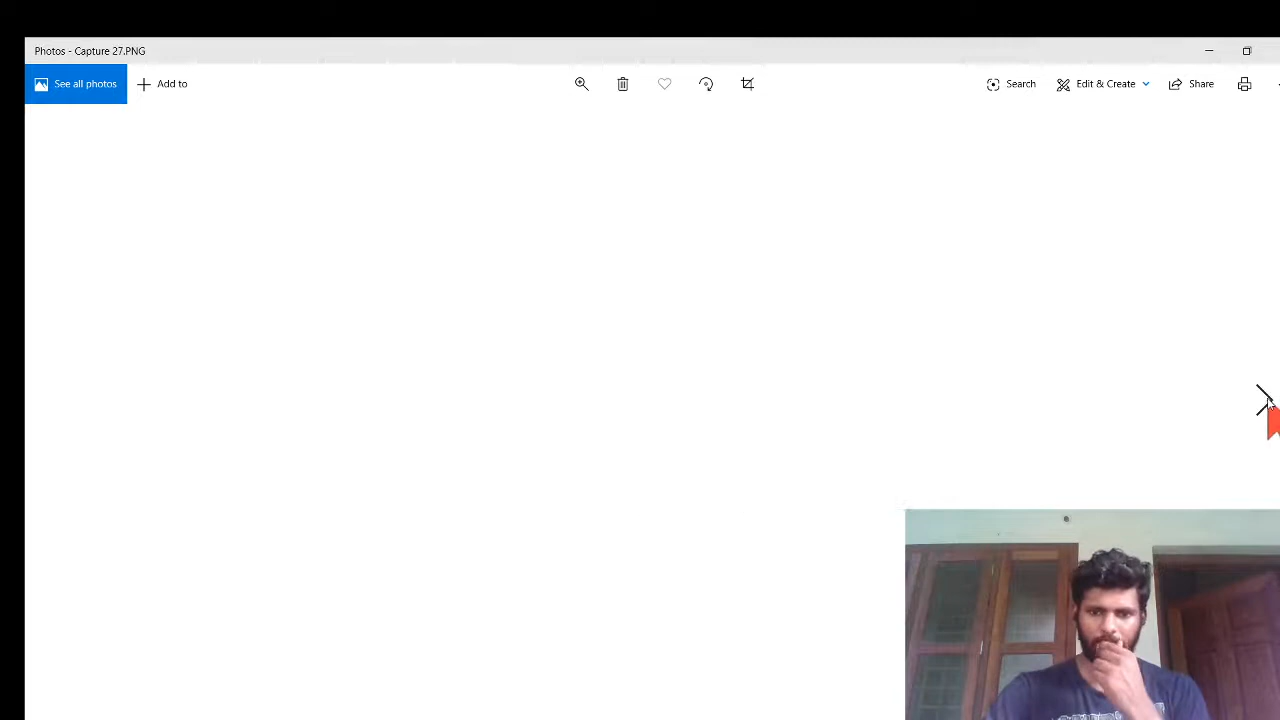 Photos - Capture 27.PNG
See all photos
Add to
Search
Edit & Create
Share